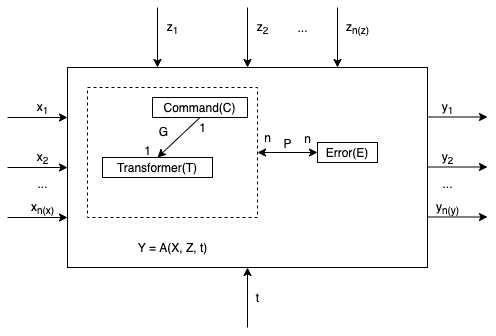 z1 z2 ... zn(z)
x1
x2
...
xn(x)
Command(C)
G 1
1
Transformer(T)
n P n
Error(E)
y1
y2
...
yn(y)
Y = A(X, Z, t)
t